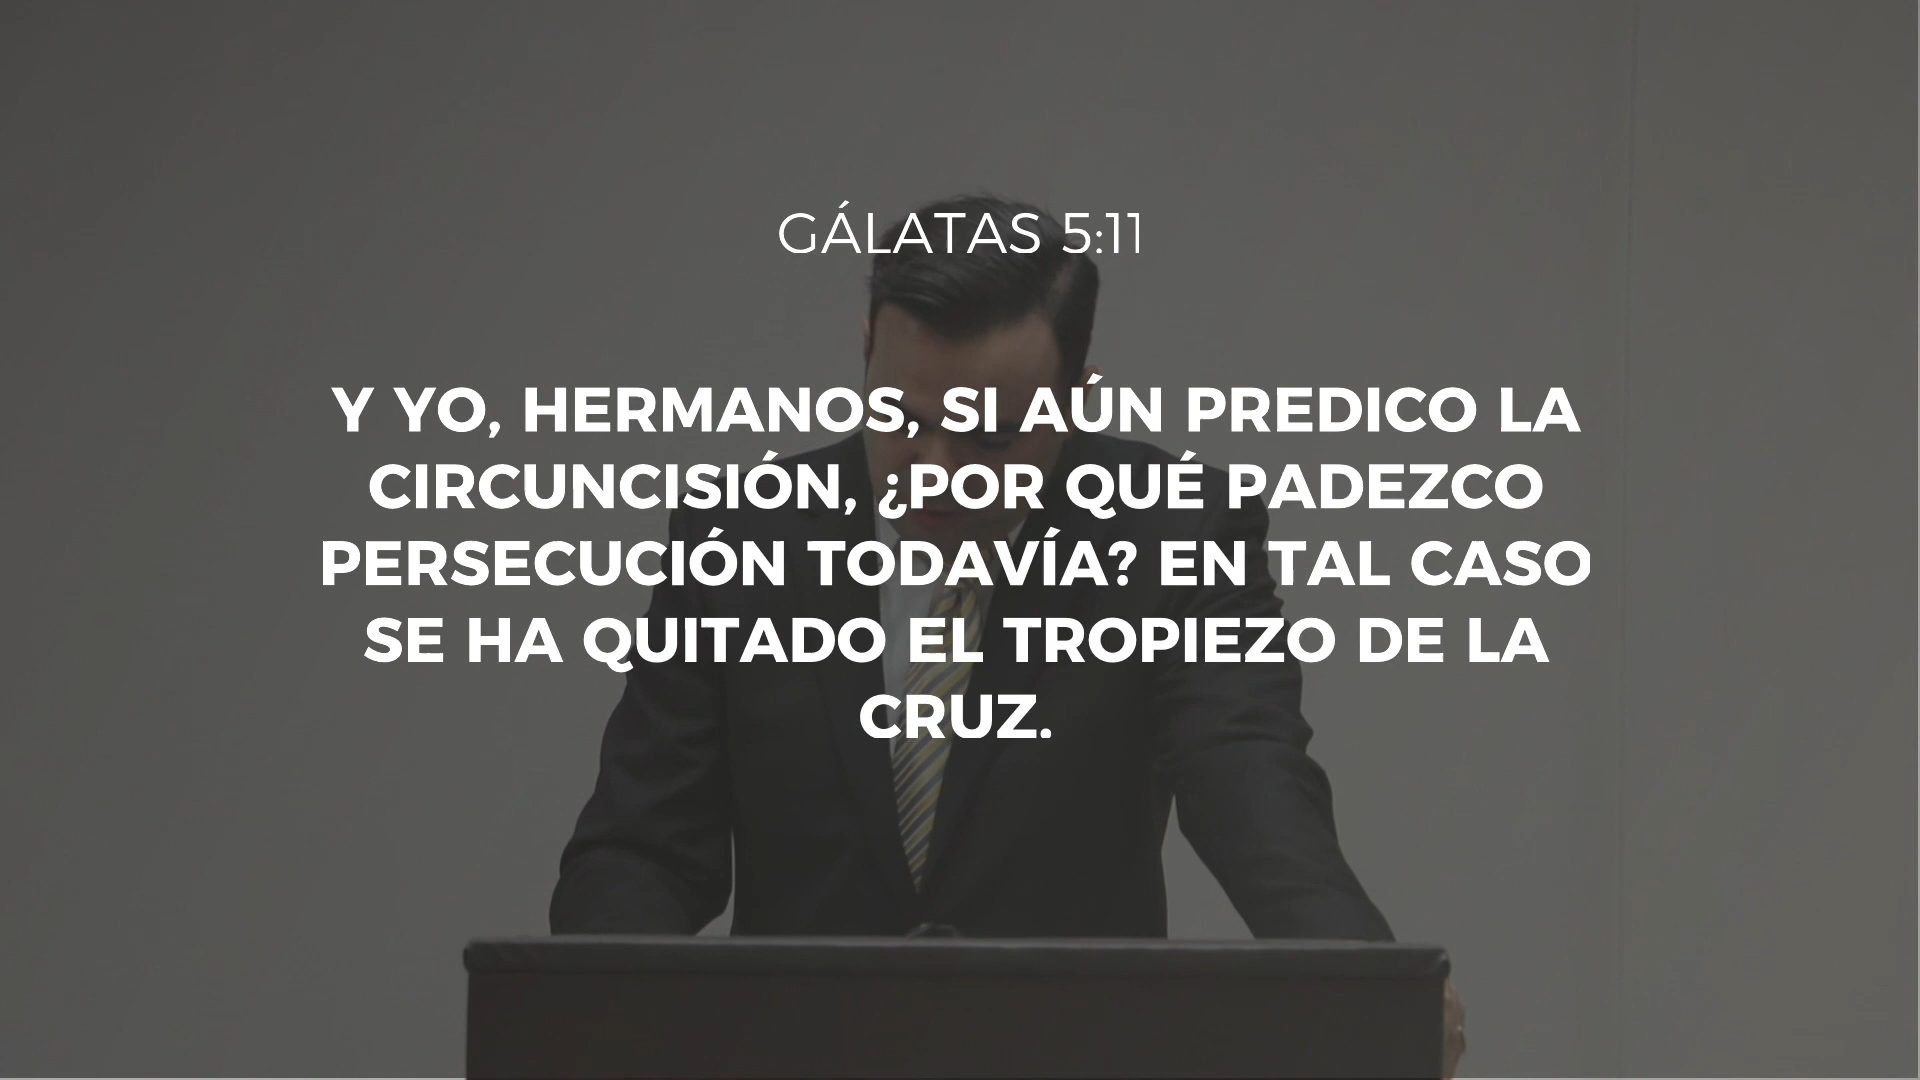 GÁLATAS 5:11
Y YO, HERMANOS, SI AÚN PREDICO LA
CIRCUNCISIÓN, ¿POR QUÉ PADEZCO
PERSECUCIÓN TODAVÍA? EN TAL CASO
SE HA QUITADO EL TROPIEZO DE LA
CRUZ.